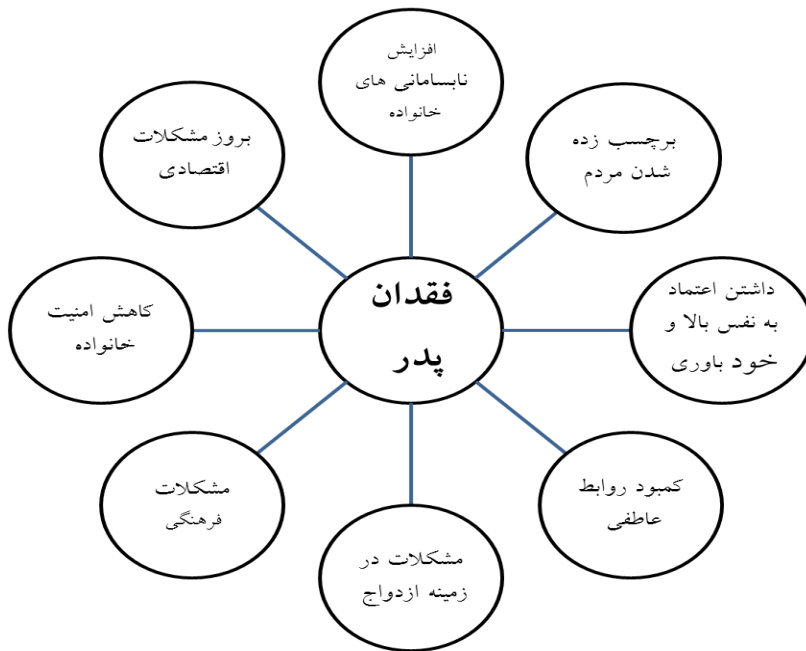 افزایش
نابسامانی های
خانواده
برچسب زده
شدن مردم
بروز مشکلات
اقتصادی
داشتن اعتماد
به نفس بالا و
خود باوری
فقدان
پدر
کاهش امنیت
خانواده
کمبود روابط
عاطفی
مشکلات
فرهنگی
مشکلات در
زمینه ازدواج